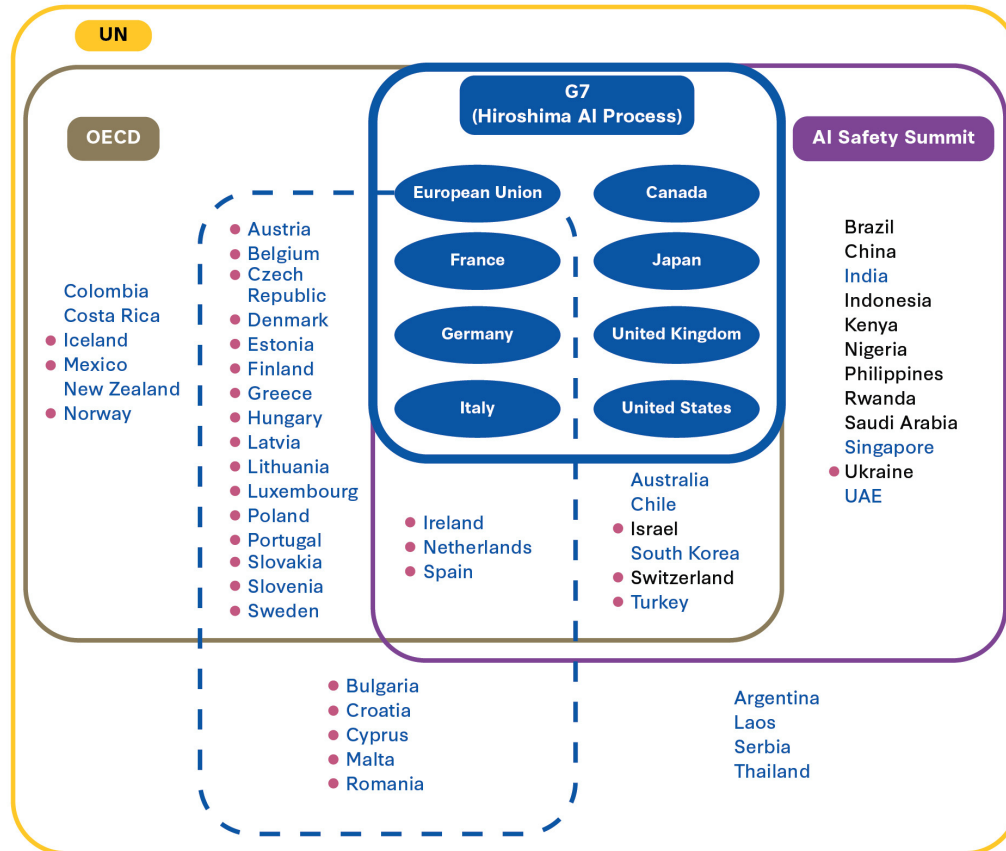 UN
OECD
G7
(Hiroshima AI Process)
AI Safety Summit
European Union
Canada
France
Japan
Germany
United Kingdom
Italy
United States
Colombia
Costa Rica
Iceland
Mexico
New Zealand
Norway
Austria
Belgium
Czech
Republic
Denmark
Estonia
Finland
Greece
Hungary
Latvia
Lithuania
Luxembourg
Poland
Portugal
Slovakia
Slovenia
Sweden
Ireland
Netherlands
Spain
Australia
Chile
Israel
South Korea
Switzerland
Turkey
Brazil
China
India
Indonesia
Kenya
Nigeria
Philippines
Rwanda
Saudi Arabia
Singapore
Ukraine
UAE
Bulgaria
Croatia
Cyprus
Malta
Romania
Argentina
Laos
Serbia
Thailand